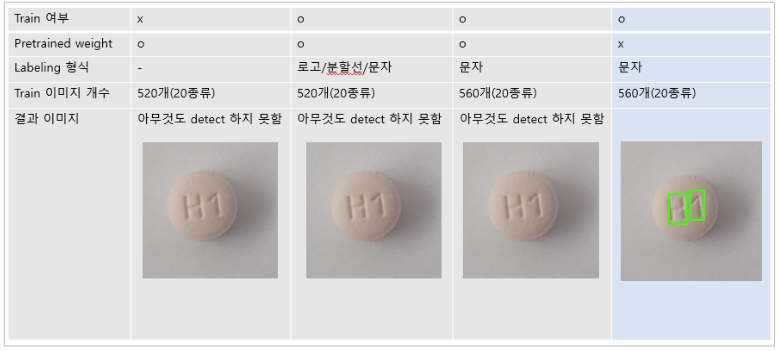 Train 여부 x o o o
Pretrained weight o o o x
Labeling 형식 - 로고/분할선/문자 문자 문자
Train 이미지 개수 520개(20종류) 520개(20종류) 560개(20종류) 560개(20종류)
결과 이미지 아무것도 detect 하지 못함 아무것도 detect 하지 못함 아무것도 detect 하지 못함
H1 H1 H1 H1